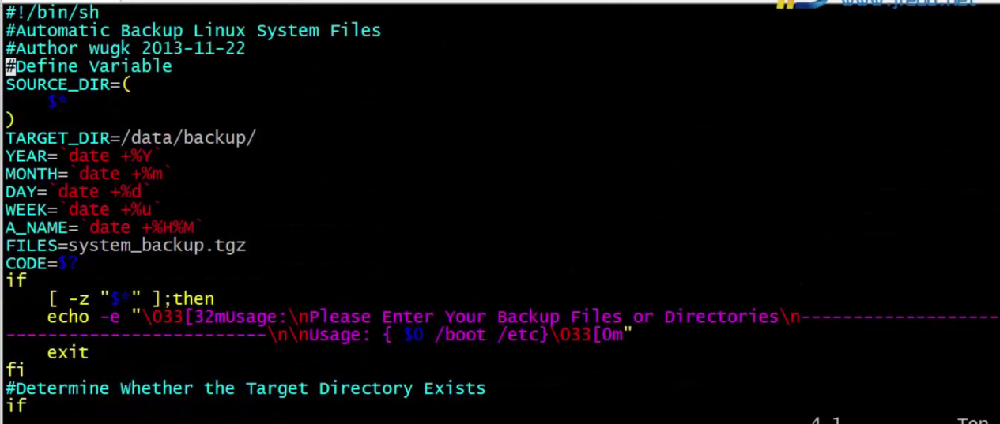 www.jfedu.net
#!/bin/sh
#Automatic Backup Linux System Files
#Author wugk 2013-11-22
#Define Variable
SOURCE_DIR=(
    $*
)
TARGET_DIR=/data/backup/
YEAR=`date +%Y`
MONTH=`date +%m`
DAY=`date +%d`
WEEK=`date +%u`
A_NAME=`date +%H%M`
FILES=system_backup.tgz
CODE=$?
if
    [ -z "$*" ];then
    echo -e "\033[32mUsage:\nPlease Enter Your Backup Files or Directories\n--------------------
-------------------------\n\nUsage: { $0 /boot /etc}\033[0m"
    exit
fi
#Determine Whether the Target Directory Exists
if
4,1 Top